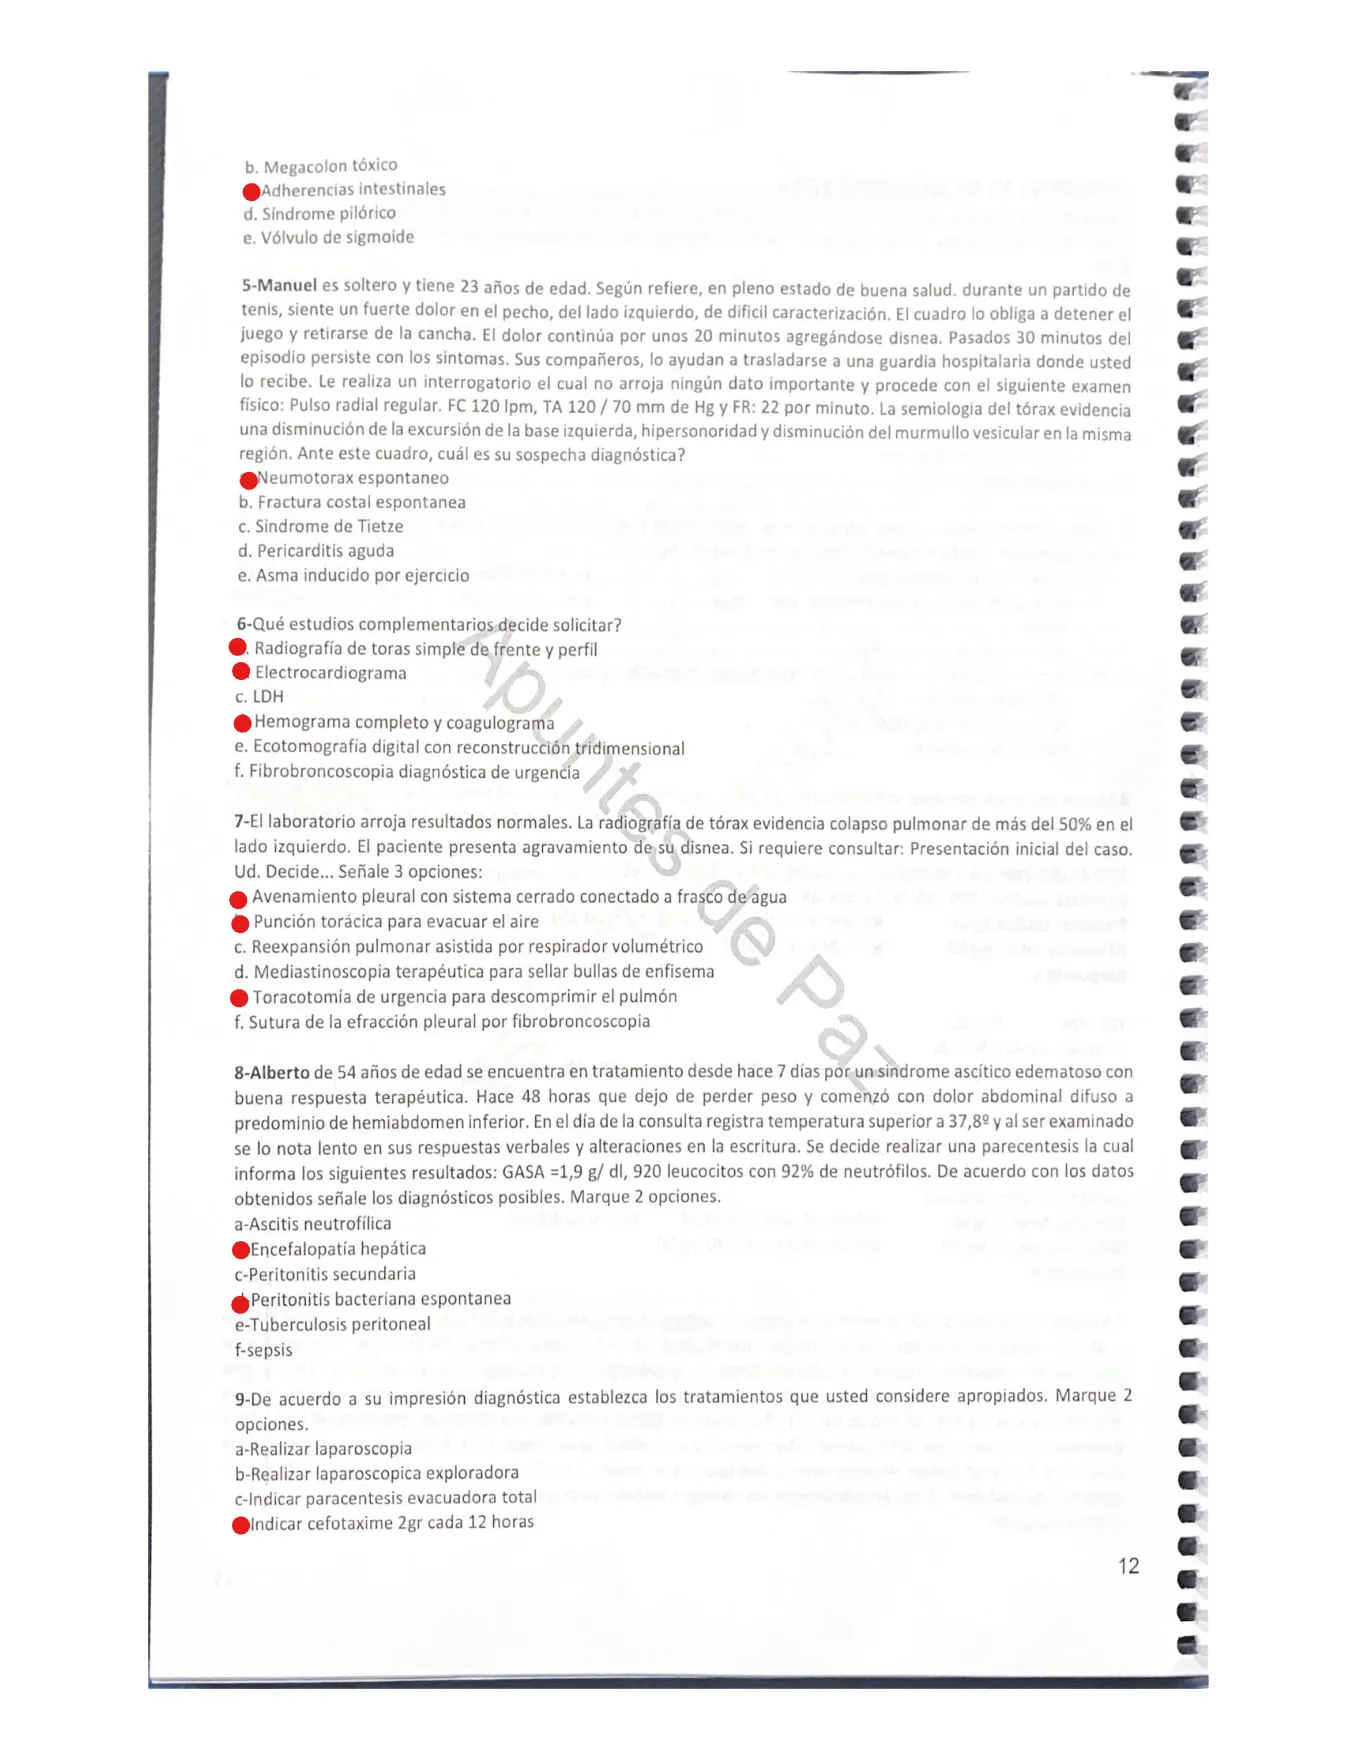 b. Megacolon tóxico
Adherencias intestinales
d. Síndrome pilórico
e. Vólvulo de sigmoide
5-Manuel es soltero y tiene 23 años de edad. Según refiere, en pleno estado de buena salud. durante un partido de
tenis, siente un fuerte dolor en el pecho, del lado izquierdo, de dificil caracterización. El cuadro lo obliga a detener el
juego y retirarse de la cancha. El dolor continúa por unos 20 minutos agregándose disnea. Pasados 30 minutos del
episodio persiste con los sintomas. Sus compañeros, lo ayudan a trasladarse a una guardia hospitalaria donde usted
lo recibe. Le realiza un interrogatorio el cual no arroja ningún dato importante y procede con el siguiente examen
físico: Pulso radial regular. FC 120 lpm, TA 120 / 70 mm de Hg y FR: 22 por minuto. La semiologia del tórax evidencia
una disminución de la excursión de la base izquierda, hipersonoridad y disminución del murmullo vesicular en la misma
región. Ante este cuadro, cuál es su sospecha diagnóstica?
Neumotorax espontaneo
b. Fractura costal espontanea
c. Sindrome de Tietze
d. Pericarditis aguda
e. Asma inducido por ejercicio
6-Qué estudios complementarios decide solicitar?
. Radiografía de toras simple de frente y perfil
Electrocardiograma
c. LDH
Hemograma completo y coagulograma
e. Ecotomografía digital con reconstrucción tridimensional
f. Fibrobroncoscopia diagnóstica de urgencia
7-El laboratorio arroja resultados normales. La radiografía de tórax evidencia colapso pulmonar de más del 50% en el
lado izquierdo. El paciente presenta agravamiento de su disnea. Si requiere consultar: Presentación inicial del caso.
Ud. Decide... Señale 3 opciones:
Avenamiento pleural con sistema cerrado conectado a frasco de agua
Punción torácica para evacuar el aire
c. Reexpansión pulmonar asistida por respirador volumétrico
d. Mediastinoscopia terapéutica para sellar bullas de enfisema
Toracotomía de urgencia para descomprimir el pulmón
f. Sutura de la efracción pleural por fibrobroncoscopia
8-Alberto de 54 años de edad se encuentra en tratamiento desde hace 7 días por un síndrome ascítico edematoso con
buena respuesta terapéutica. Hace 48 horas que dejo de perder peso y comenzó con dolor abdominal difuso a
predominio de hemiabdomen inferior. En el día de la consulta registra temperatura superior a 37,8º y al ser examinado
se lo nota lento en sus respuestas verbales y alteraciones en la escritura. Se decide realizar una parecentesis la cual
informa los siguientes resultados: GASA =1,9 g/ dl, 920 leucocitos con 92% de neutrófilos. De acuerdo con los datos
obtenidos señale los diagnósticos posibles. Marque 2 opciones.
a-Ascitis neutrofílica
Encefalopatía hepática
c-Peritonitis secundaria
Peritonitis bacteriana espontanea
e-Tuberculosis peritoneal
f-sepsis
9-De acuerdo a su impresión diagnóstica establezca los tratamientos que usted considere apropiados. Marque 2
opciones.
a-Realizar laparoscopia
b-Realizar laparoscopica exploradora
c-Indicar paracentesis evacuadora total
Indicar cefotaxime 2gr cada 12 horas
12
Apuntes de Paz